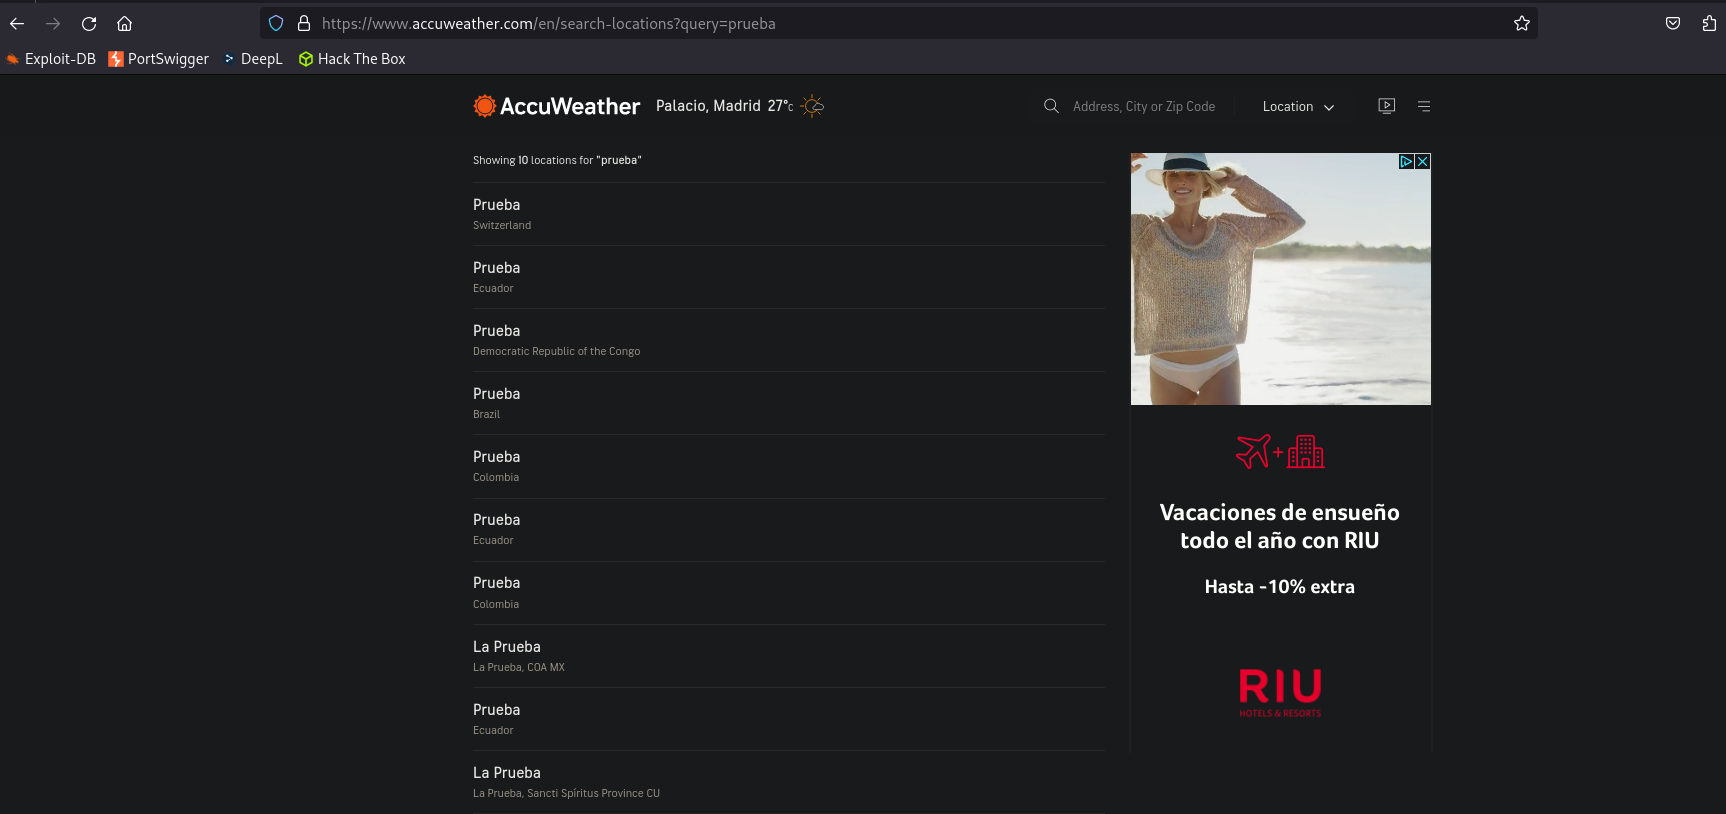 https://www.accuweather.com/en/search-locations?query=prueba
Exploit-DB PortSwigger DeepL Hack The Box
AccuWeather Palacio, Madrid 27°C Address, City or Zip Code Location
Showing 10 locations for "prueba"
Prueba
Switzerland
Prueba
Ecuador
Prueba
Democratic Republic of the Congo
Prueba
Brazil
Prueba
Colombia
Prueba
Ecuador
Prueba
Colombia
La Prueba
La Prueba, COA MX
Prueba
Ecuador
La Prueba
La Prueba, Sancti Spíritus Province CU
Vacaciones de ensueño
todo el año con RIU
Hasta -10% extra
RIU
HOTELS & RESORTS